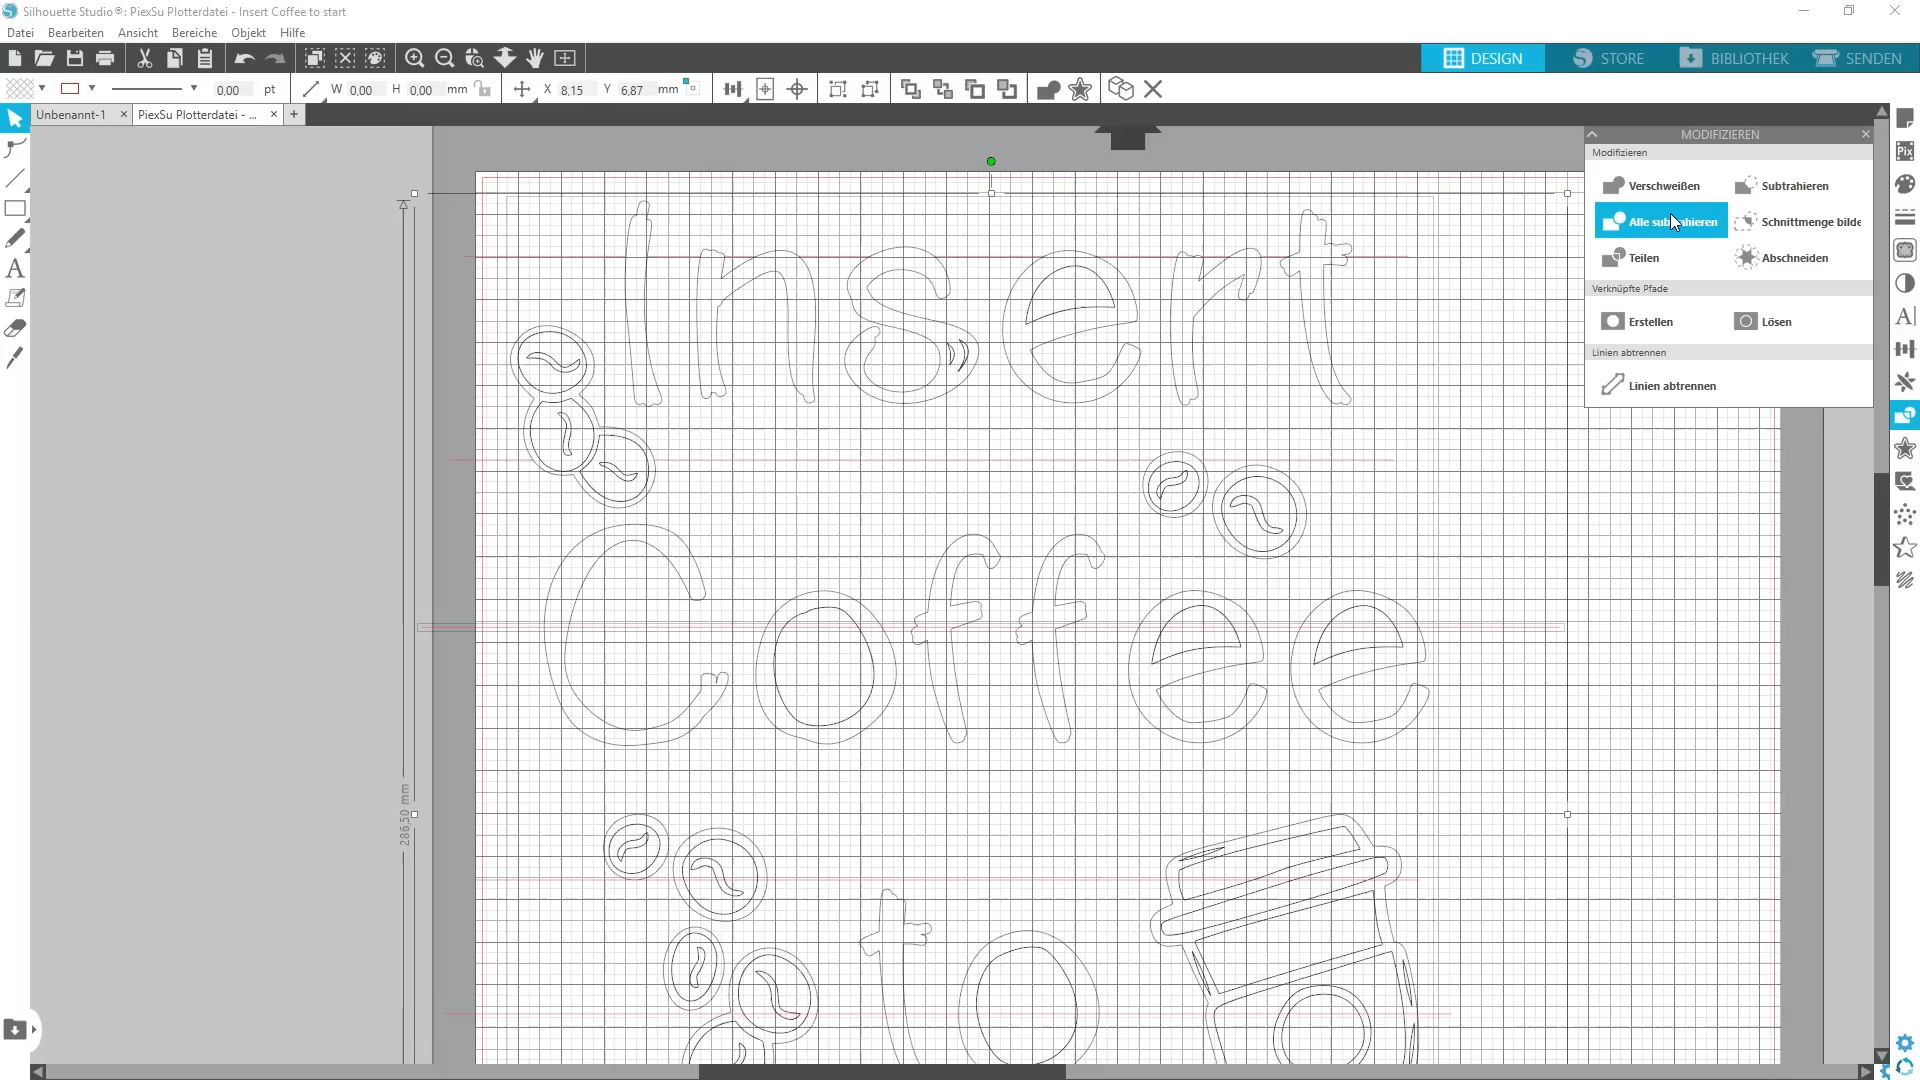 Silhouette Studio®: PiexSu Plotterdatei - Insert Coffee to start
Datei Bearbeiten Ansicht Bereiche Objekt Hilfe
DESIGN STORE BIBLIOTHEK SENDEN
0,00 pt W 0,00 H 0,00 mm X 8,15 Y 6,87 mm
Unbenannt-1 PiexSu Plotterdatei - ...
MODIFIZIEREN
Modifizieren
Verschweißen Subtrahieren
Alle subtrahieren Schnittmenge bilde
Teilen Abschneiden
Verknüpfte Pfade
Erstellen Lösen
Linien abtrennen
Linien abtrennen
Pix
Insert
Coffee
to
286,50 mm